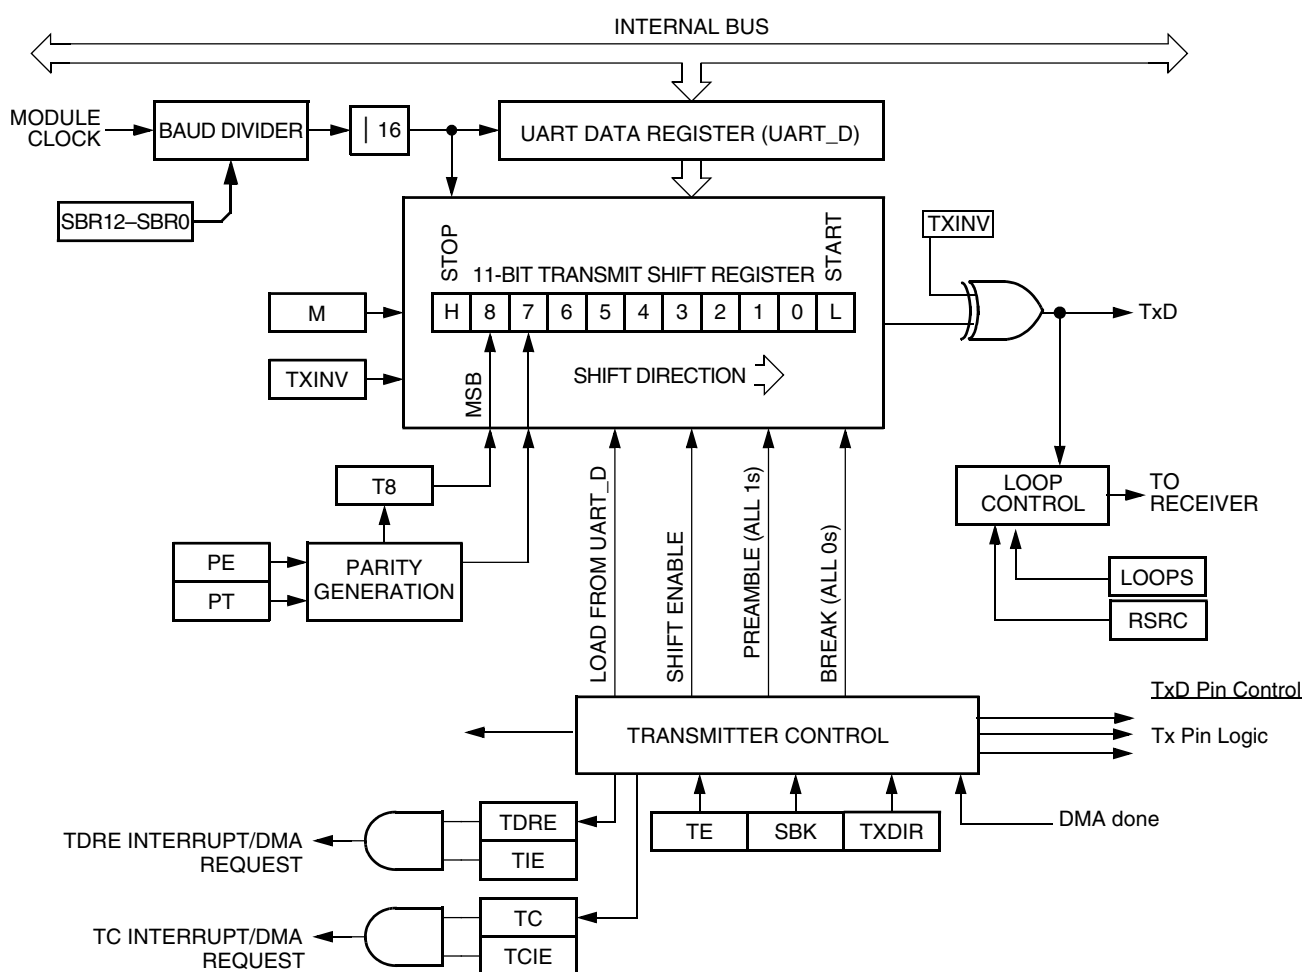 INTERNAL BUS
MODULE
CLOCK
BAUD DIVIDER
| 16
UART DATA REGISTER (UART_D)
SBR12–SBR0
STOP
11-BIT TRANSMIT SHIFT REGISTER
START
TXINV
H 8 7 6 5 4 3 2 1 0 L
M
TxD
TXINV
MSB
SHIFT DIRECTION
T8
LOAD FROM UART_D
SHIFT ENABLE
PREAMBLE (ALL 1s)
BREAK (ALL 0s)
LOOP
CONTROL
TO
RECEIVER
PE
PT
PARITY
GENERATION
LOOPS
RSRC
TRANSMITTER CONTROL
TxD Pin Control
Tx Pin Logic
TDRE
TIE
TE
SBK
TXDIR
DMA done
TDRE INTERRUPT/DMA
REQUEST
TC
TCIE
TC INTERRUPT/DMA
REQUEST